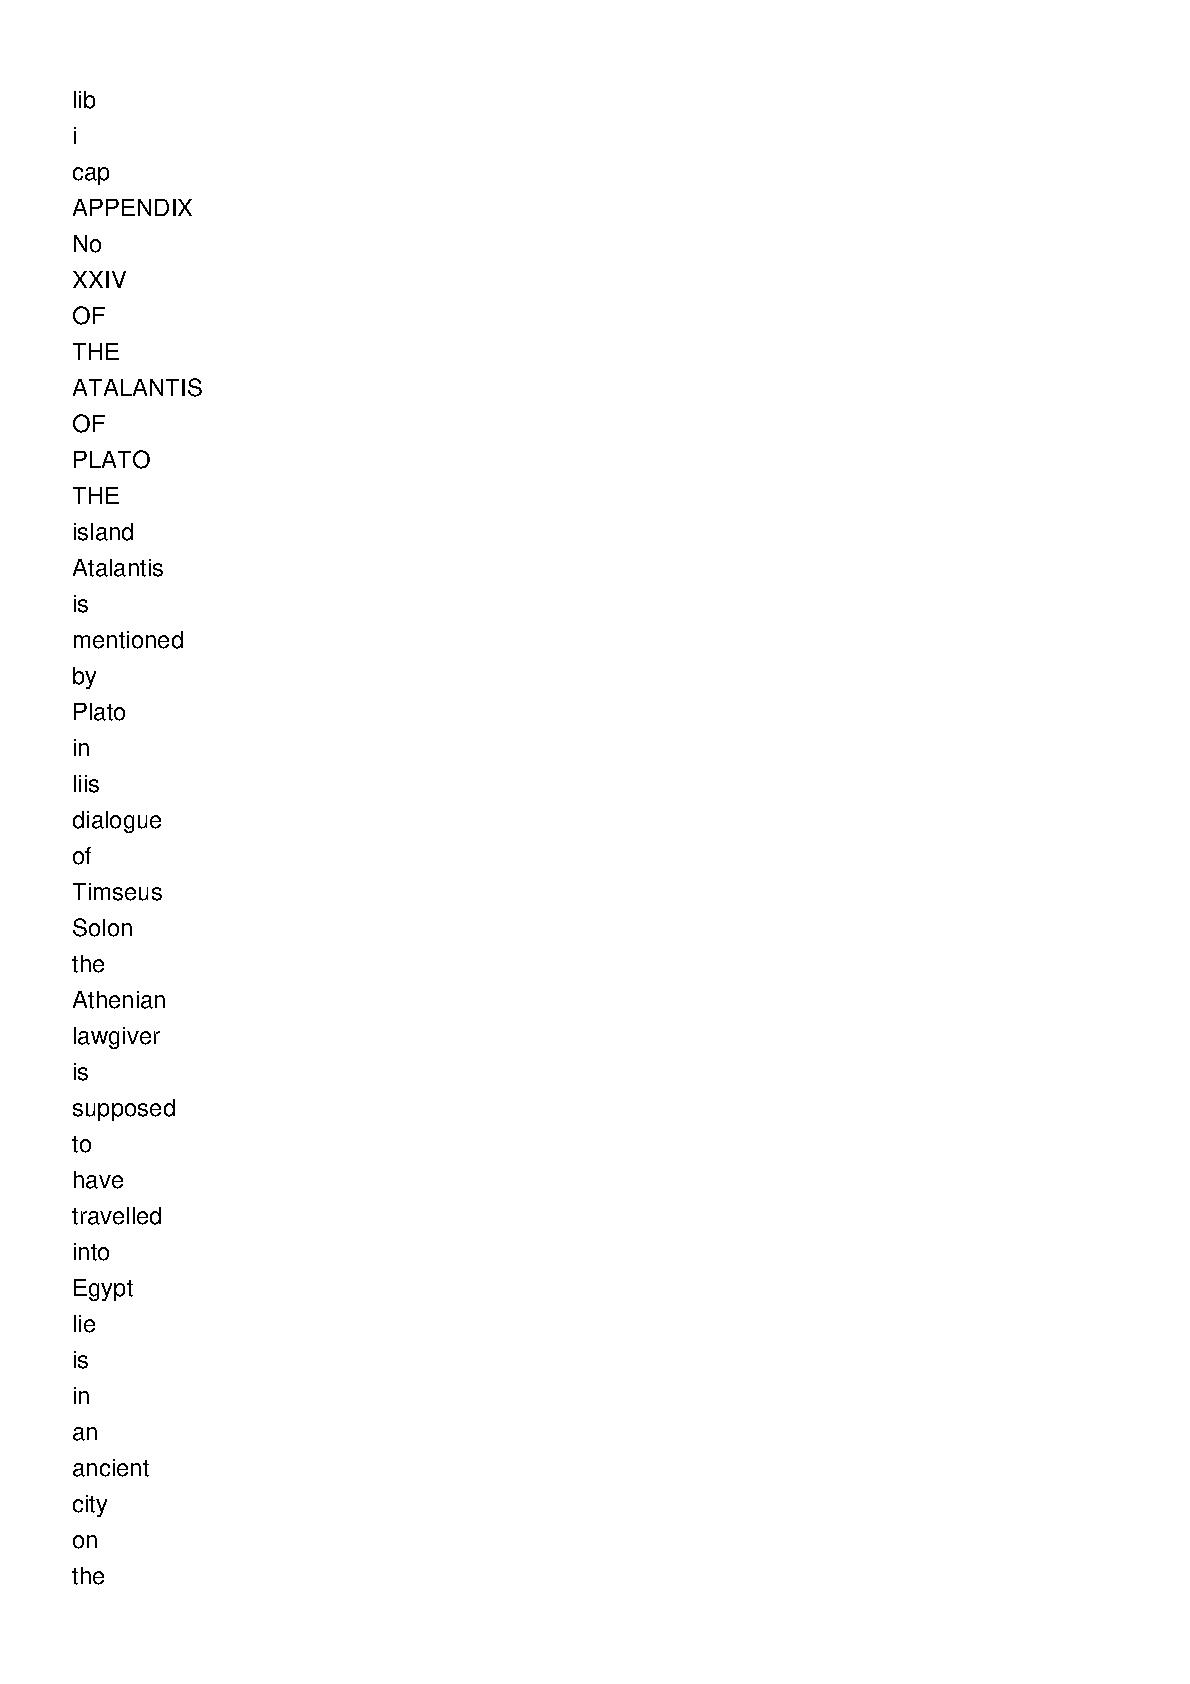 lib
i
cap
APPENDIX
No
XXIV
OF
THE
ATALANTIS
OF
PLATO
THE
island
Atalantis
is
mentioned
by
Plato
in
liis
dialogue
of
Timseus
Solon
the
Athenian
lawgiver
is
supposed
to
have
travelled
into
Egypt
lie
is
in
an
ancient
city
on
the